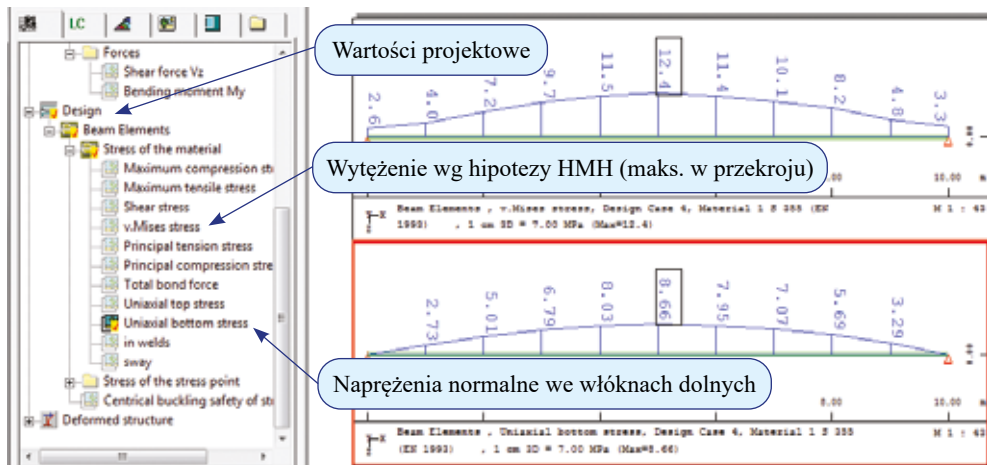 LC
Forces
Shear force Vz
Bending moment My
Design
Beam Elements
Stress of the material
Maximum compression st
Maximum tensile stress
Shear stress
v.Mises stress
Principal tension stress
Principal compression stre
Total bond force
Uniaxial top stress
Uniaxial bottom stress
in welds
sway
Stress of the stress point
Centrical buckling safety of st
Deformed structure
Wartości projektowe
Wytężenie wg hipotezy HMH (maks. w przekroju)
Naprężenia normalne we włóknach dolnych
2.6 4.0 7.2 9.7 11.5 12.4 11.4 10.1 8.2 4.8 3.3
.00 10.00 m
X Beam Elements , v.Mises stress, Design Case 4, Material 1 S 355 (EN M 1 : 63
1993) , 1 cm 3D = 7.00 MPa (Max=12.4)
2.73 5.01 6.79 8.03 8.66 7.95 7.07 5.69 3.29
8.00 10.00 m
X Beam Elements , Uniaxial bottom stress, Design Case 4, Material 1 S 355 M 1 : 63
(EN 1993) , 1 cm 3D = 7.00 MPa (Max=8.66)